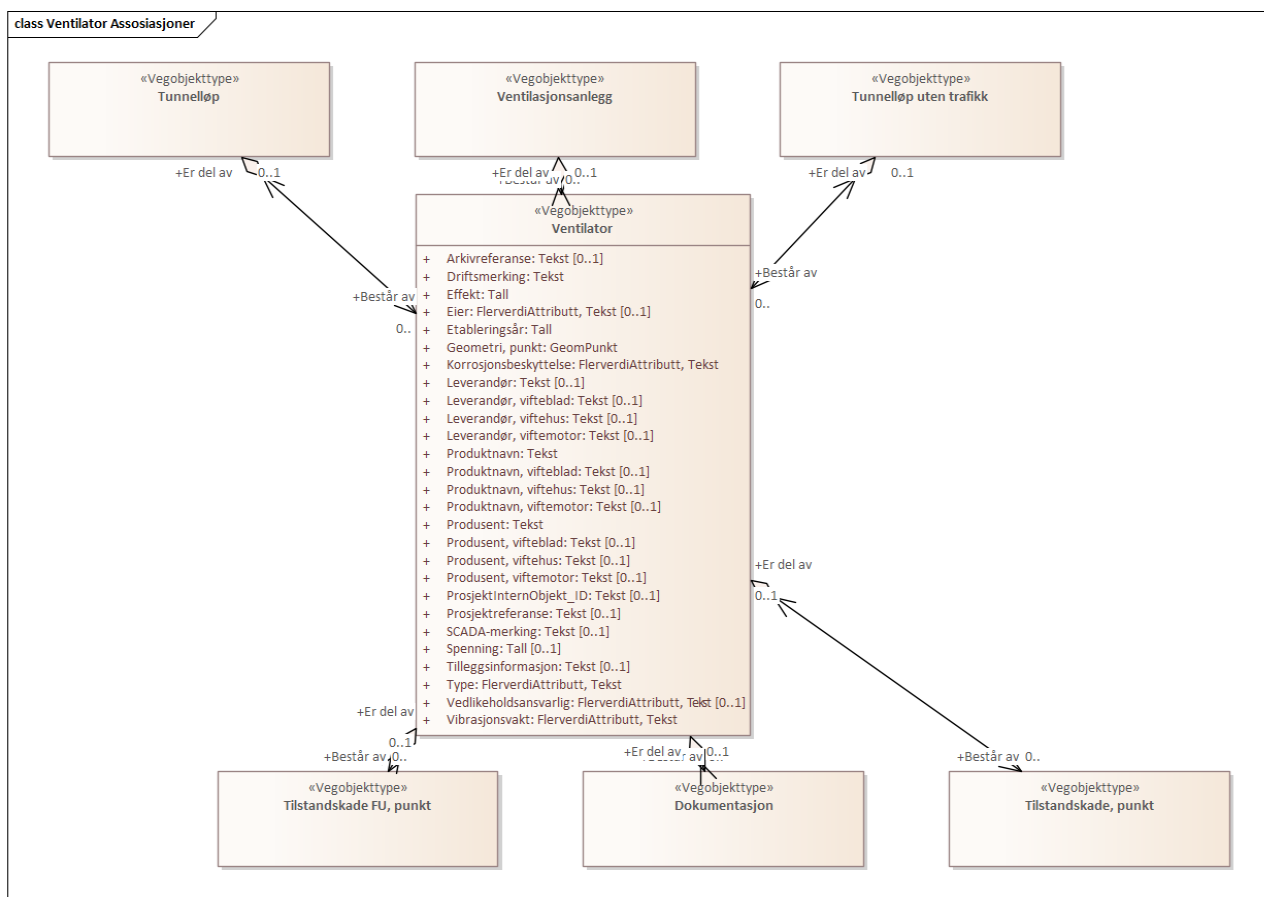 class Ventilator Assosiasjoner
«Vegobjekttype»
Tunnelløp
«Vegobjekttype»
Ventilasjonsanlegg
«Vegobjekttype»
Tunnelløp uten trafikk
+Er del av 0..1
+Er del av 0..1
+Består av 0..
+Er del av 0..1
«Vegobjekttype»
Ventilator
+ Arkivreferanse: Tekst [0..1]
+ Driftsmerking: Tekst
+ Effekt: Tall
+ Eier: FlerverdiAttributt, Tekst [0..1]
+ Etableringsår: Tall
+ Geometri, punkt: GeomPunkt
+ Korrosjonsbeskyttelse: FlerverdiAttributt, Tekst
+ Leverandør: Tekst [0..1]
+ Leverandør, vifteblad: Tekst [0..1]
+ Leverandør, viftehus: Tekst [0..1]
+ Leverandør, viftemotor: Tekst [0..1]
+ Produktnavn: Tekst
+ Produktnavn, vifteblad: Tekst [0..1]
+ Produktnavn, viftehus: Tekst [0..1]
+ Produktnavn, viftemotor: Tekst [0..1]
+ Produsent: Tekst
+ Produsent, vifteblad: Tekst [0..1]
+ Produsent, viftehus: Tekst [0..1]
+ Produsent, viftemotor: Tekst [0..1]
+ ProsjektInternObjekt_ID: Tekst [0..1]
+ Prosjektreferanse: Tekst [0..1]
+ SCADA-merking: Tekst [0..1]
+ Spenning: Tall [0..1]
+ Tilleggsinformasjon: Tekst [0..1]
+ Type: FlerverdiAttributt, Tekst
+ Vedlikeholdsansvarlig: FlerverdiAttributt, Tekst [0..1]
+ Vibrasjonsvakt: FlerverdiAttributt, Tekst
+Består av
0..
+Består av
0..
+Er del av
0..1
+Er del av
0..1
+Består av 0..
+Er del av 0..1
av
+Består av 0..
«Vegobjekttype»
Tilstandskade FU, punkt
«Vegobjekttype»
Dokumentasjon
«Vegobjekttype»
Tilstandskade, punkt